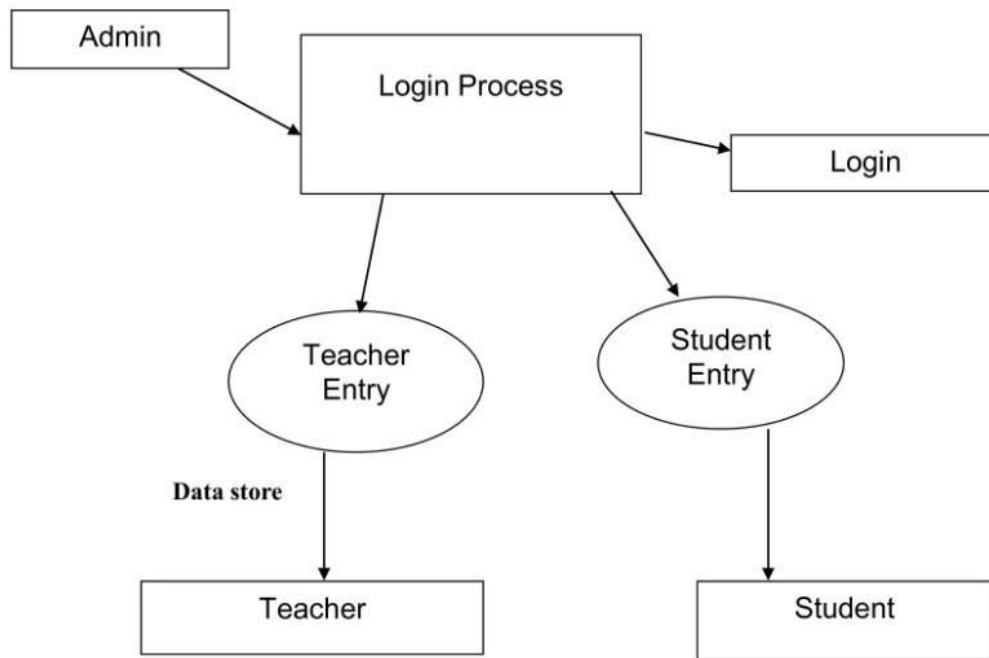 Admin
Login Process
Login
Teacher
Entry
Student
Entry
Data store
Teacher
Student